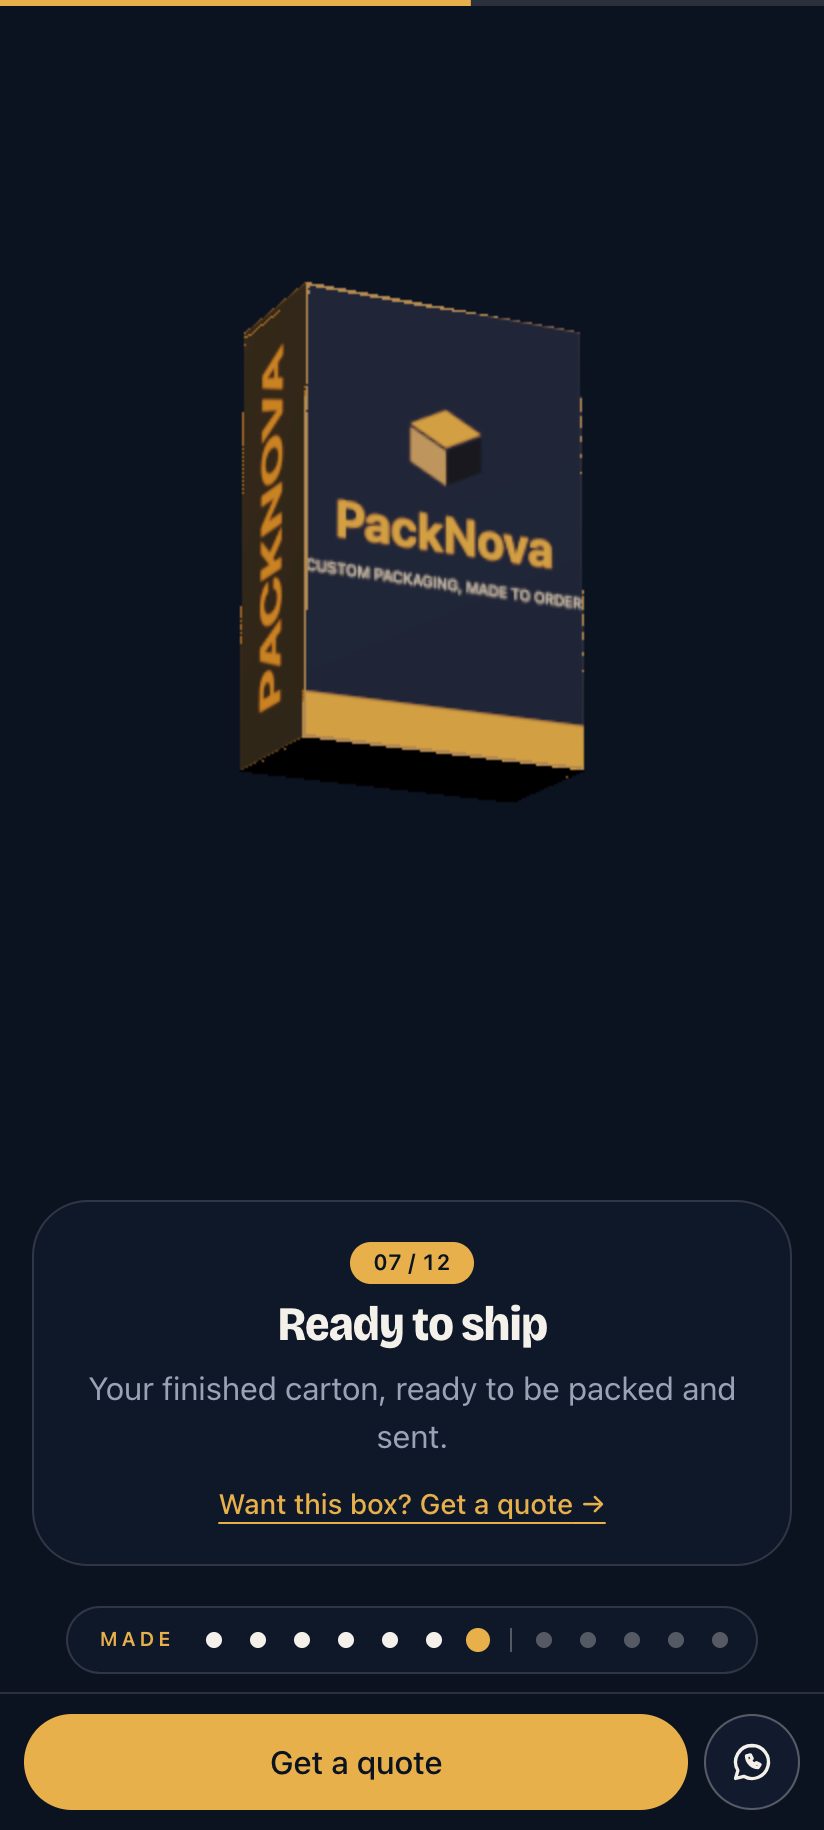 PACKNOVA
PackNova
CUSTOM PACKAGING, MADE TO ORDER
07 / 12
Ready to ship
Your finished carton, ready to be packed and
sent.
Want this box? Get a quote →
MADE
Get a quote